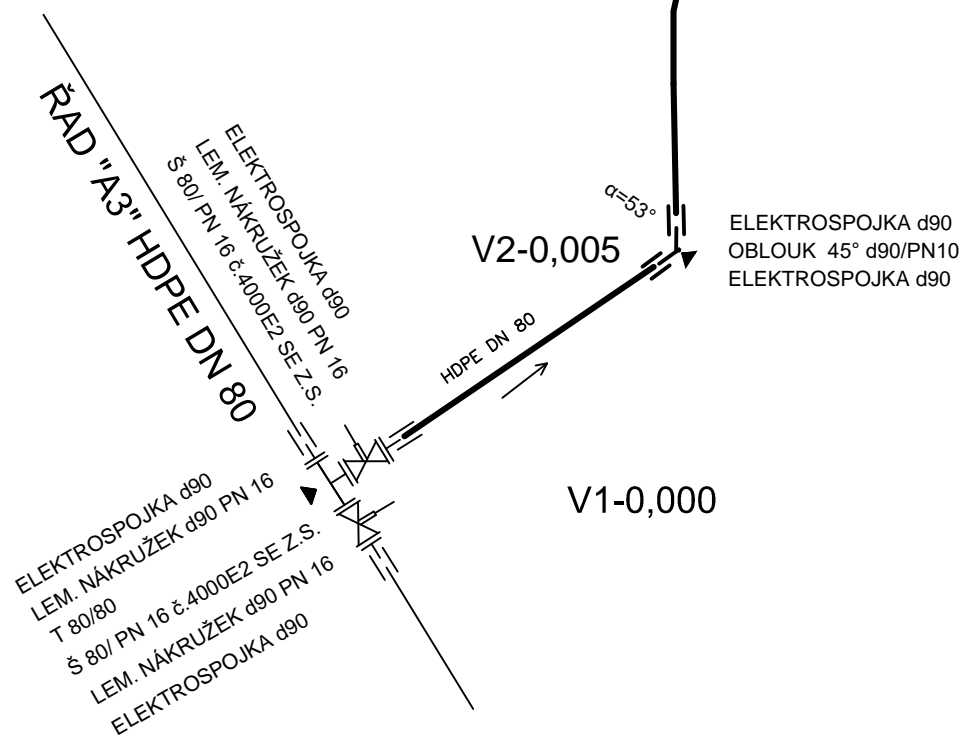 ŘAD "A3" HDPE DN 80
ELEKTROSPOJKA d90
LEM. NÁKRUŽEK d90 PN 16
Š 80/ PN 16 č.4000E2 SE Z.S.
α=53°
V2-0,005
ELEKTROSPOJKA d90
OBLOUK 45° d90/PN10
ELEKTROSPOJKA d90
HDPE DN 80
V1-0,000
ELEKTROSPOJKA d90
LEM. NÁKRUŽEK d90 PN 16
T 80/80
Š 80/ PN 16 č.4000E2 SE Z.S.
LEM. NÁKRUŽEK d90 PN 16
ELEKTROSPOJKA d90